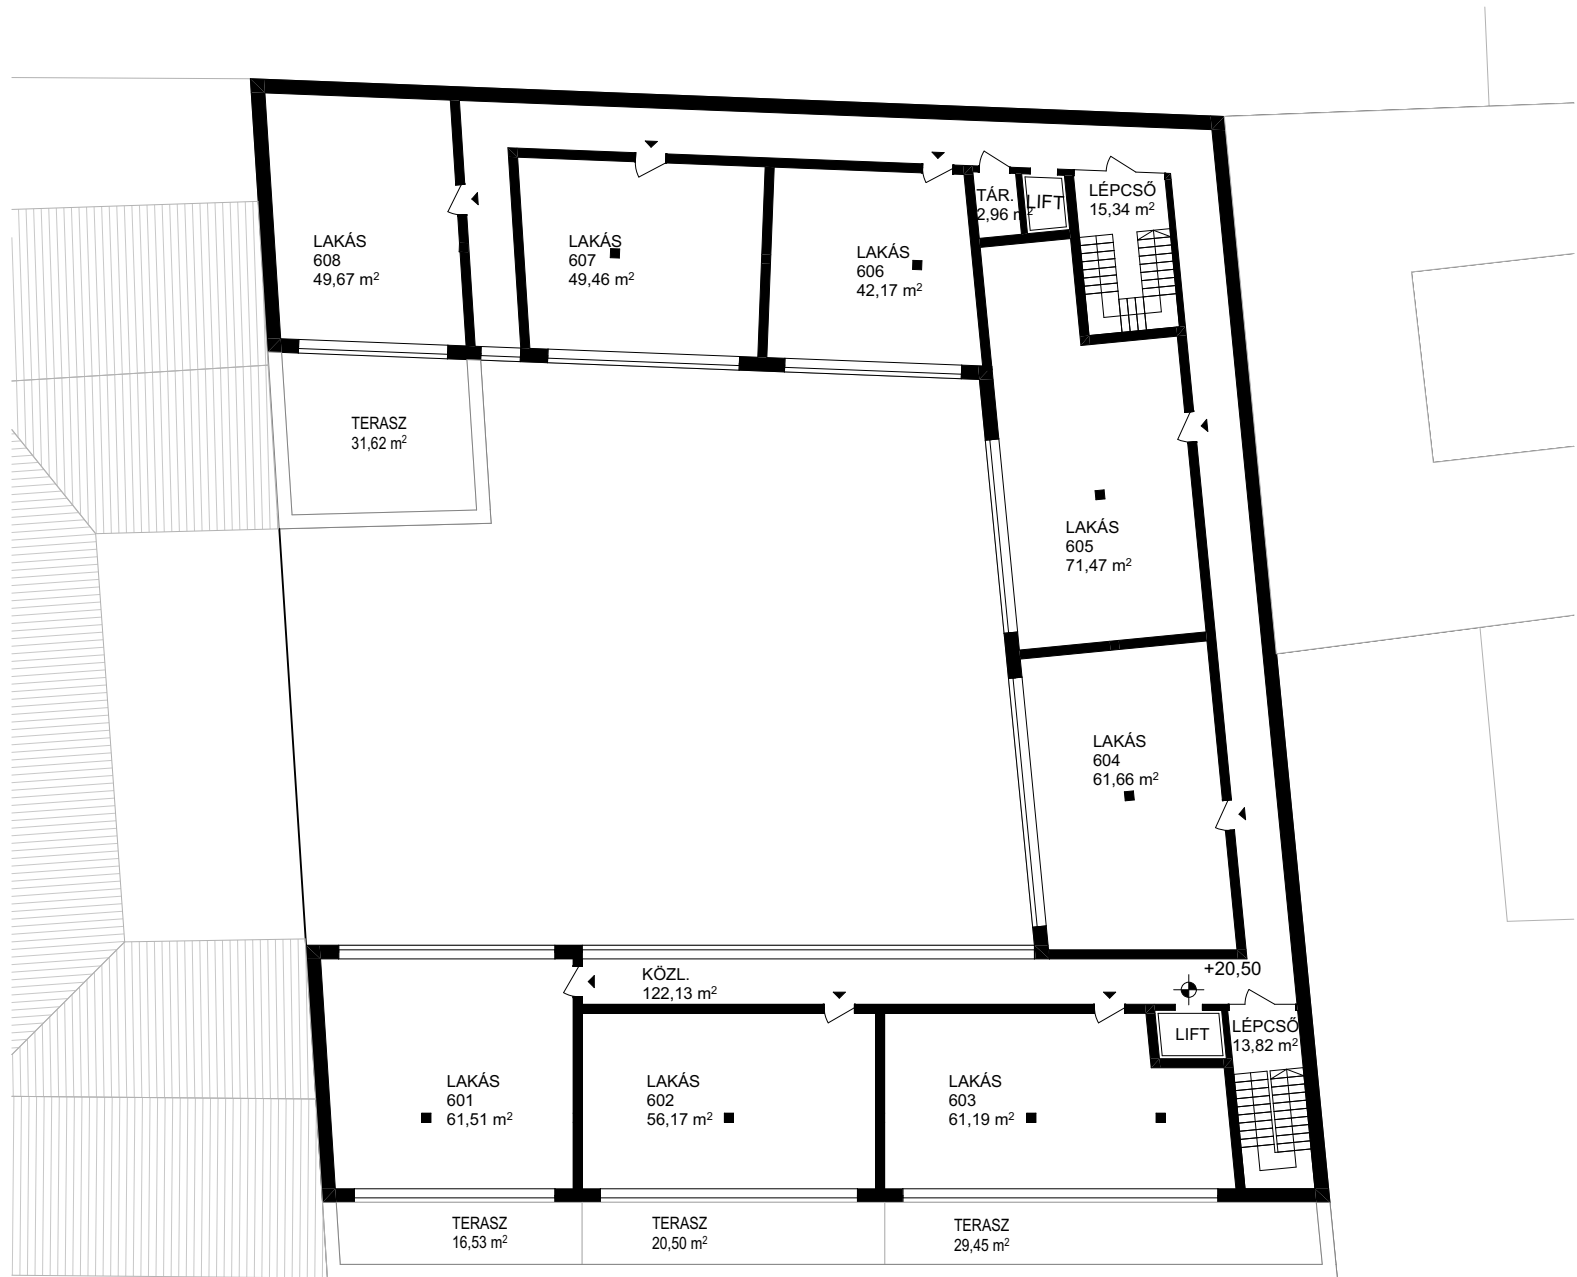 LAKÁS
608
49,67 m²
LAKÁS
607
49,46 m²
LAKÁS
606
42,17 m²
TÁR.
2,96 m²
LIFT
LÉPCSŐ
15,34 m²
TERASZ
31,62 m²
LAKÁS
605
71,47 m²
LAKÁS
604
61,66 m²
KÖZL.
122,13 m²
+20,50
LIFT
LÉPCSŐ
13,82 m²
LAKÁS
601
61,51 m²
LAKÁS
602
56,17 m²
LAKÁS
603
61,19 m²
TERASZ
16,53 m²
TERASZ
20,50 m²
TERASZ
29,45 m²